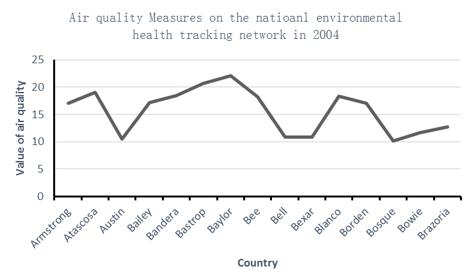 Air quality Measures on the natioanl environmental
health tracking network in 2004
Value of air quality
25
20
15
10
5
0
Armstrong
Atascosa
Austin
Bailey
Bandera
Bastrop
Baylor
Bee
Bell
Bexar
Blanco
Borden
Bosque
Bowie
Brazoria
Country